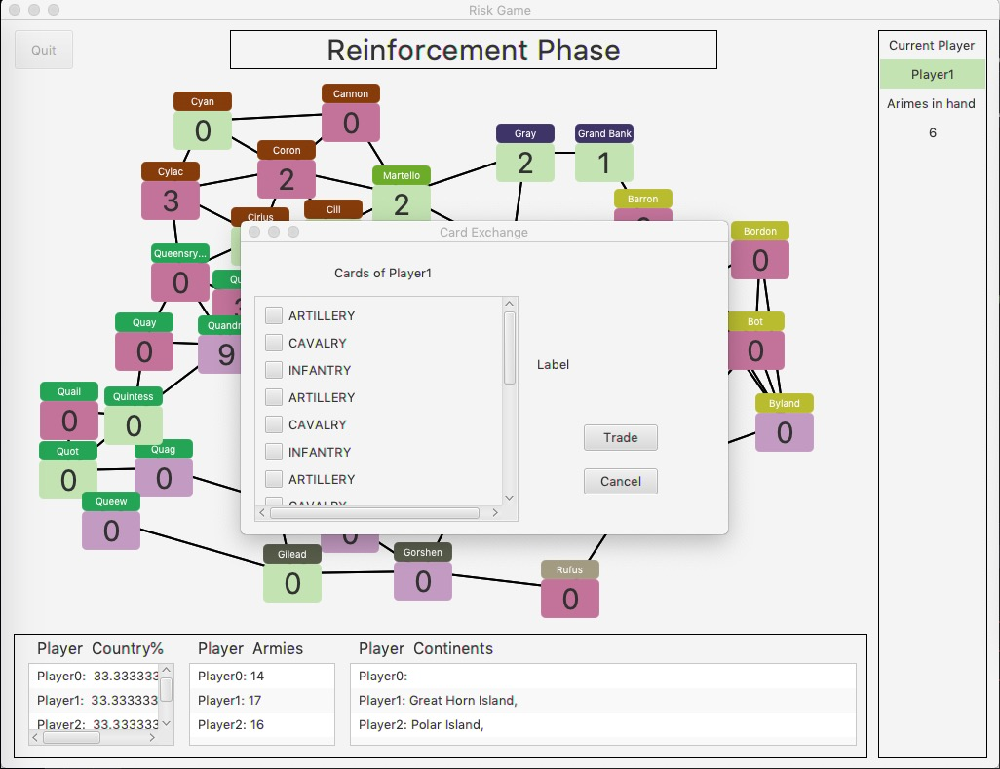 Risk Game
Quit
Reinforcement Phase
Current Player
Player1
Arimes in hand
6
Cyan
0
Cannon
0
Coron
2
Cylac
3
Martello
2
Gray
2
Grand Bank
1
Barron
Cirius
Cill
Bordon
0
Queensry...
0
Quay
0
Quandr
9
Bot
0
Byland
0
Quail
0
Quintess
0
Quot
0
Quag
0
Queew
0
Gilead
0
0
Gorshen
0
Rufus
0
Card Exchange
Cards of Player1
ARTILLERY
CAVALRY
INFANTRY
ARTILLERY
CAVALRY
INFANTRY
ARTILLERY
CAVALRY
Label
Trade
Cancel
Player Country%
Player0: 33.333333
Player1: 33.333333
Player2: 33.333333
Player Armies
Player0: 14
Player1: 17
Player2: 16
Player Continents
Player0:
Player1: Great Horn Island,
Player2: Polar Island,